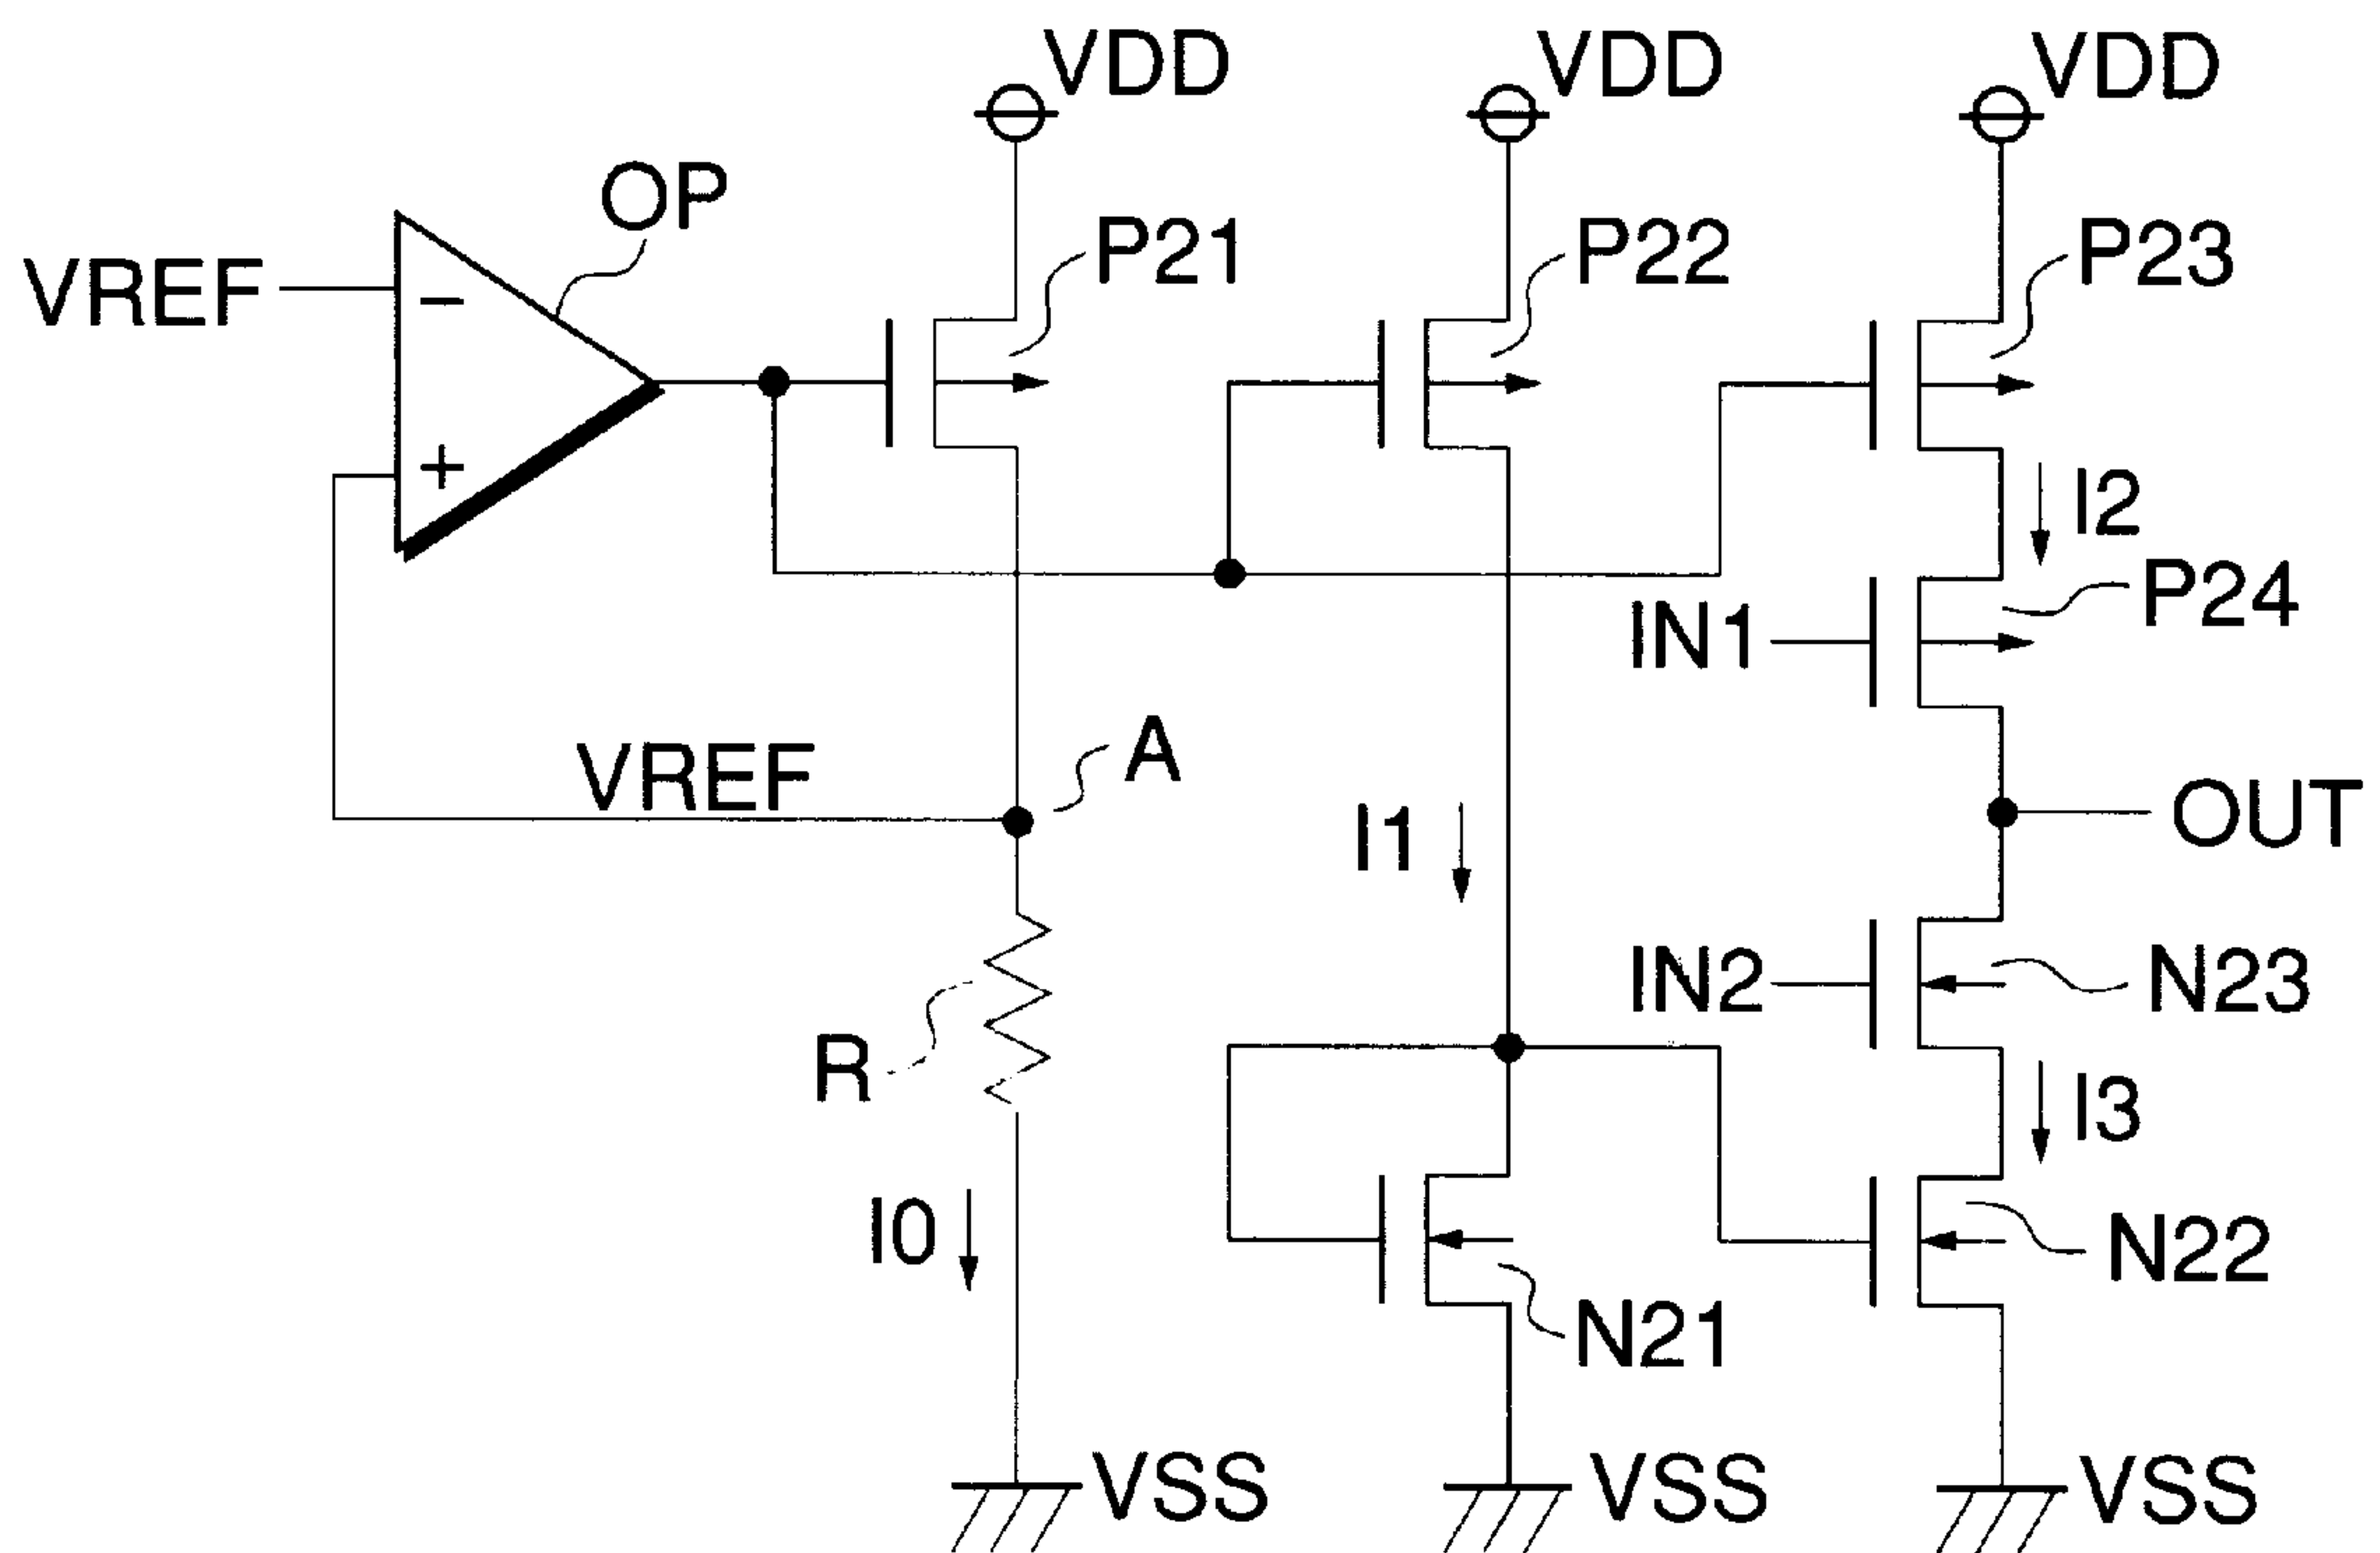 VDD VDD VDD
OP
P21 P22 P23
VREF
−
+
I2
P24
IN1
VREF
A
I1
OUT
IN2
N23
R
I3
I0
N22
N21
VSS VSS VSS